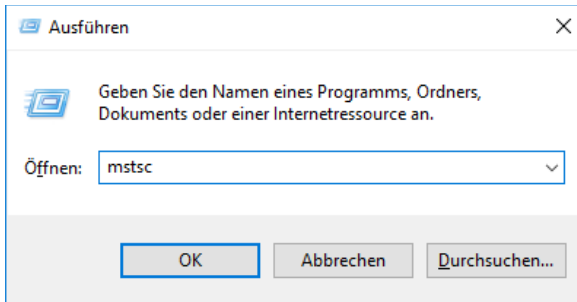 Ausführen
Geben Sie den Namen eines Programms, Ordners,
Dokuments oder einer Internetressource an.
Öffnen: mstsc
OK Abbrechen Durchsuchen...